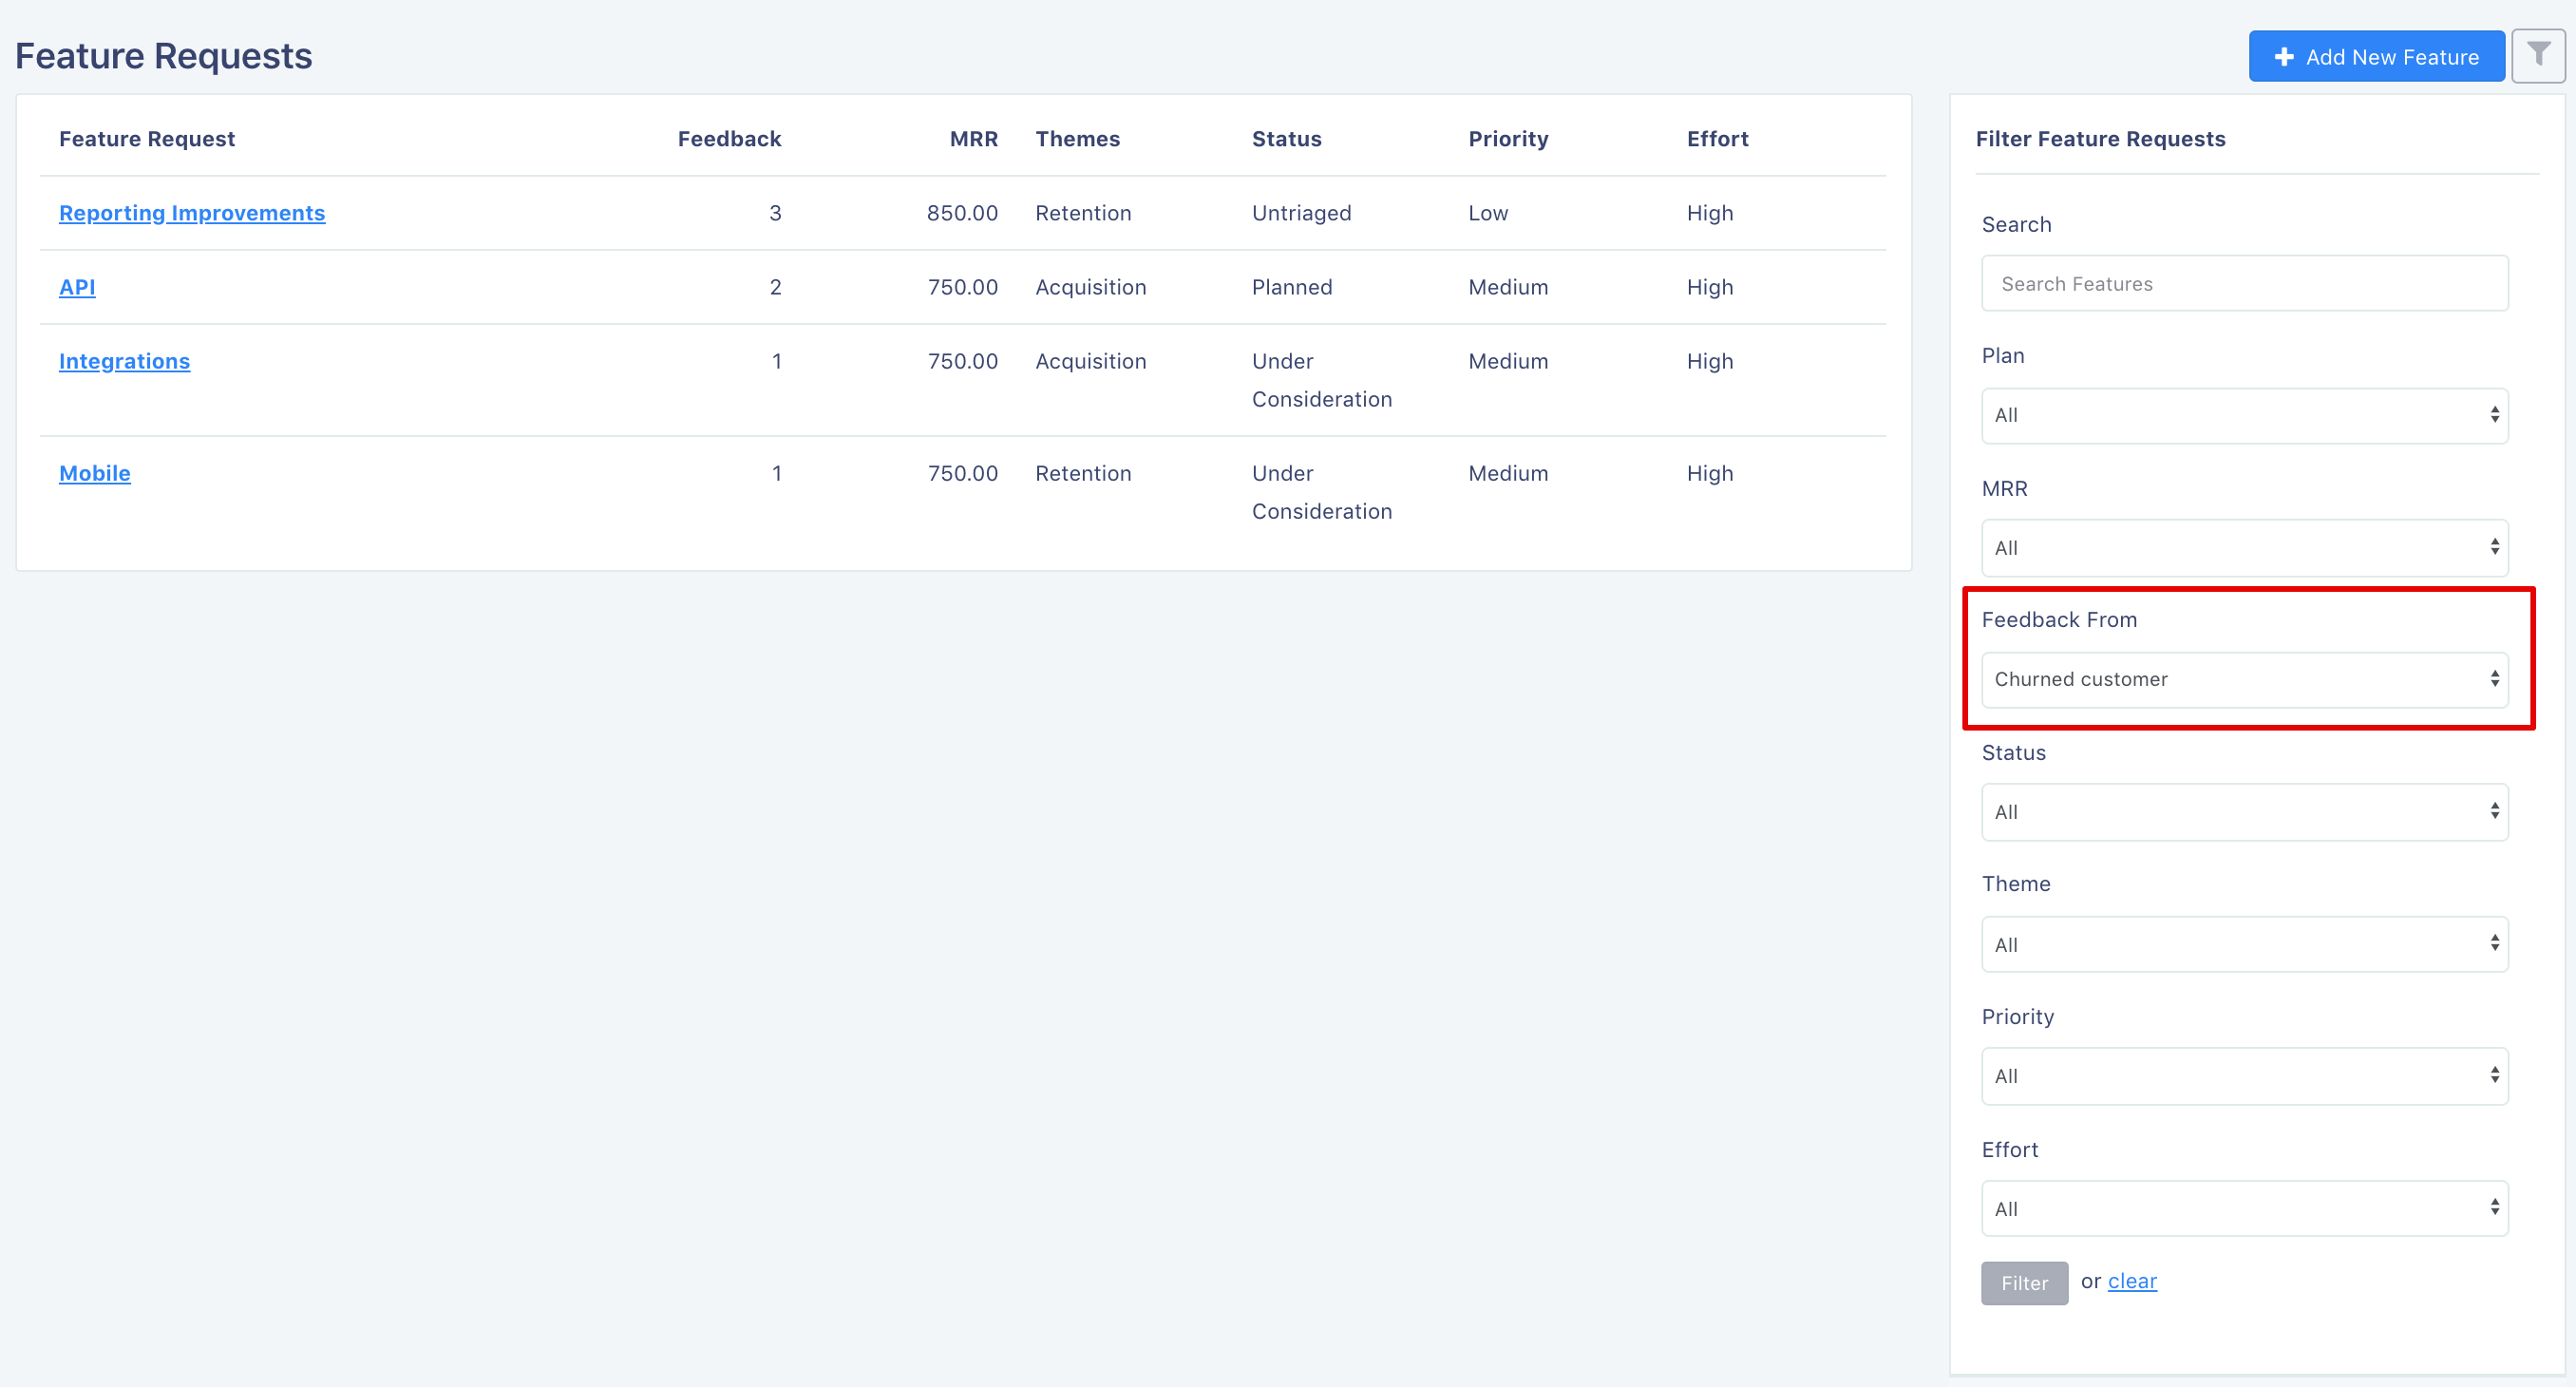 Feature Requests
Add New Feature
Feature Request Feedback MRR Themes Status Priority Effort
Reporting Improvements 3 850.00 Retention Untriaged Low High
API 2 750.00 Acquisition Planned Medium High
Integrations 1 750.00 Acquisition Under Medium High
Consideration
Mobile 1 750.00 Retention Under Medium High
Consideration
Filter Feature Requests
Search
Search Features
Plan
All
MRR
All
Feedback From
Churned customer
Status
All
Theme
All
Priority
All
Effort
All
Filter or clear